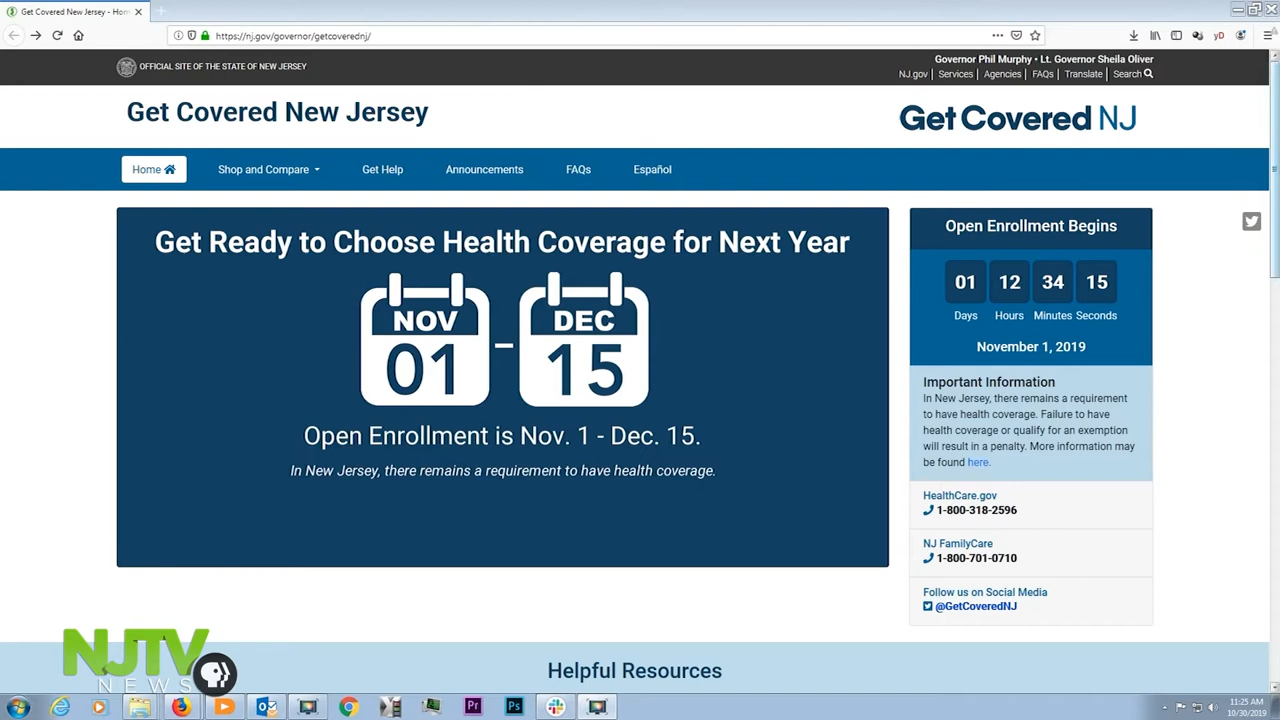 Get Covered New Jersey - Hom
https://nj.gov/governor/getcoverednj/
OFFICIAL SITE OF THE STATE OF NEW JERSEY
Governor Phil Murphy • Lt. Governor Sheila Oliver
NJ.gov | Services | Agencies | FAQs | Translate | Search
Get Covered New Jersey
GetCovered NJ
Home
Shop and Compare
Get Help
Announcements
FAQs
Español
Get Ready to Choose Health Coverage for Next Year
NOV
01
–
DEC
15
Open Enrollment is Nov. 1 - Dec. 15.
In New Jersey, there remains a requirement to have health coverage.
Open Enrollment Begins
01 12 34 15
Days Hours Minutes Seconds
November 1, 2019
Important Information
In New Jersey, there remains a requirement
to have health coverage. Failure to have
health coverage or qualify for an exemption
will result in a penalty. More information may
be found here.
HealthCare.gov
1-800-318-2596
NJ FamilyCare
1-800-701-0710
Follow us on Social Media
@GetCoveredNJ
Helpful Resources
NJTV
NEWS
Pr
Ps
11:25 AM
10/30/2019